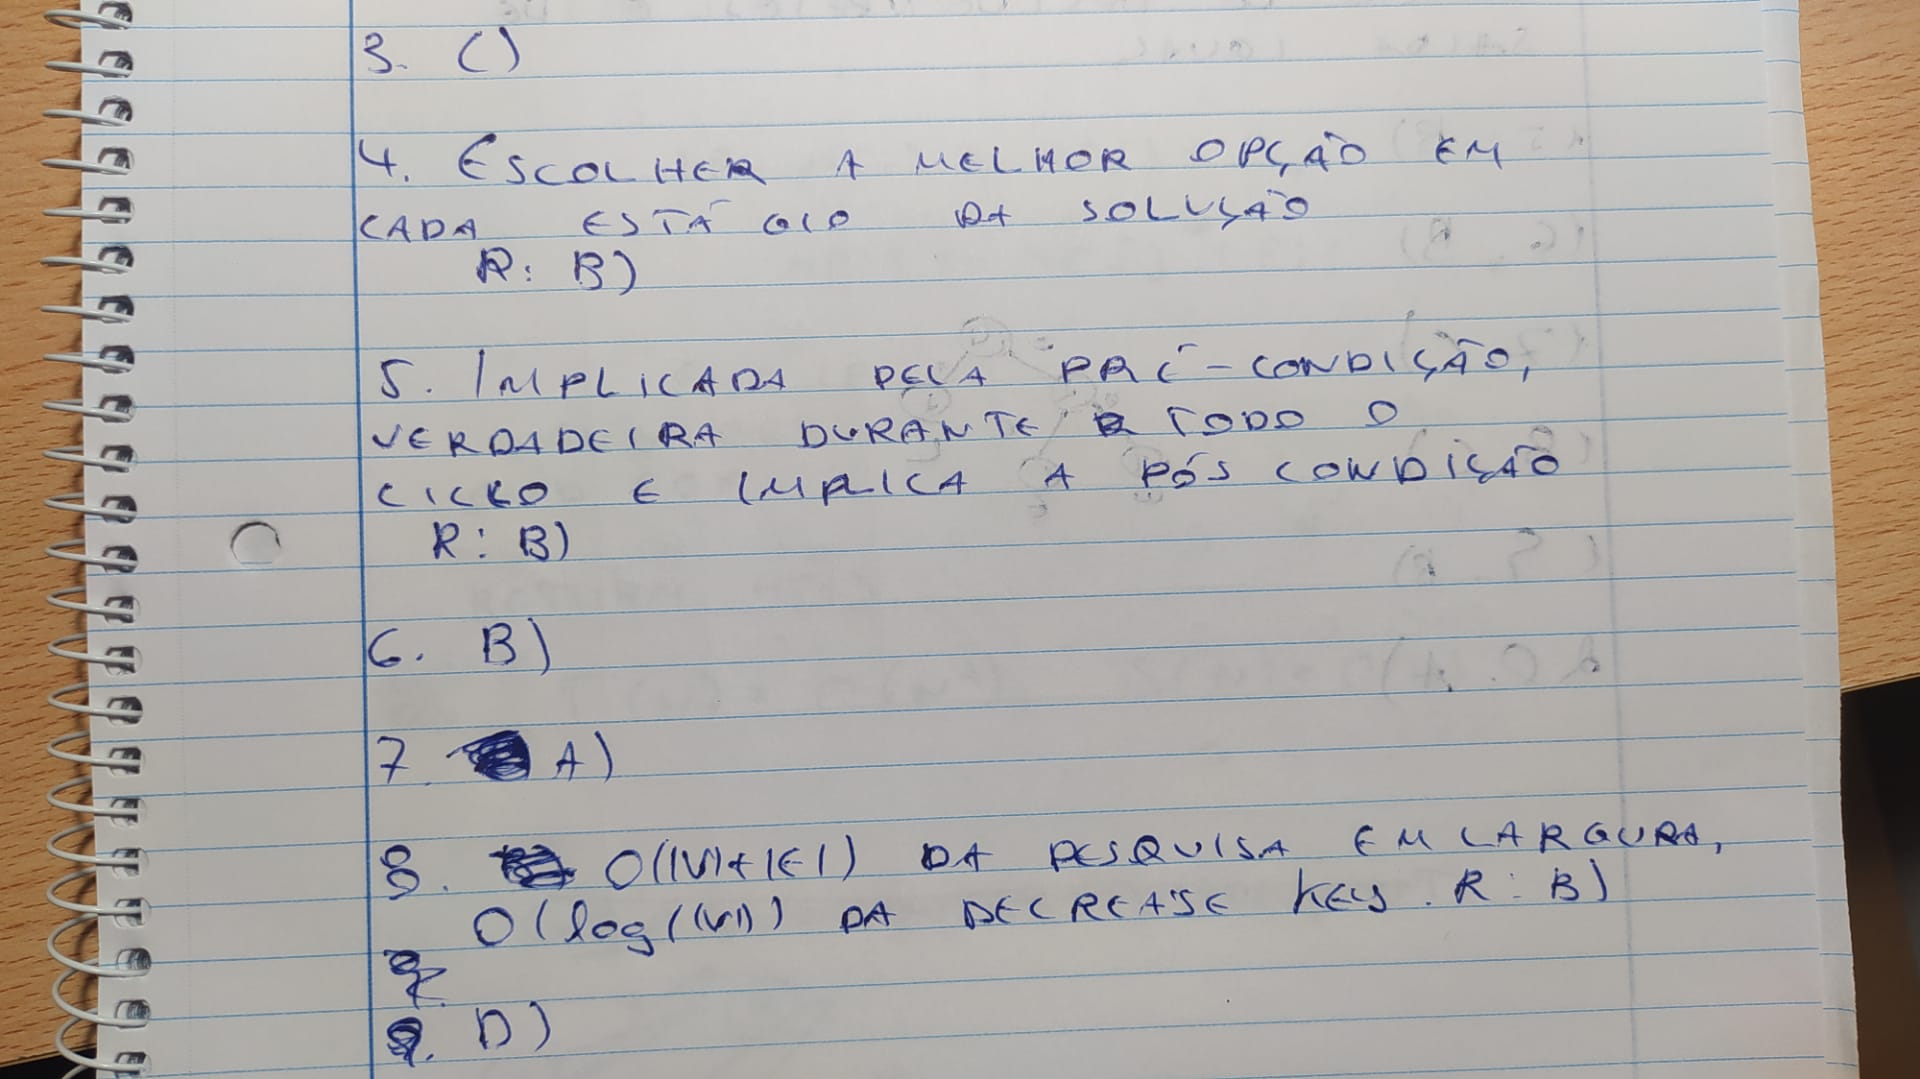 3. C)
4. ESCOLHER A MELHOR OPÇÃO EM
CADA ESTÁGIO DA SOLUÇÃO
R: B)
5. IMPLICADA PELA PRÉ-CONDIÇÃO,
VERDADEIRA DURANTE TODO O
CICLO E IMPLICA A PÓS CONDIÇÃO
R: B)
6. B)
7. A)
8. O(|V|+|E|) DA PESQUISA EM LARGURA,
O(log(|V|)) DA DECREASE KEY. R: B)
9. D)